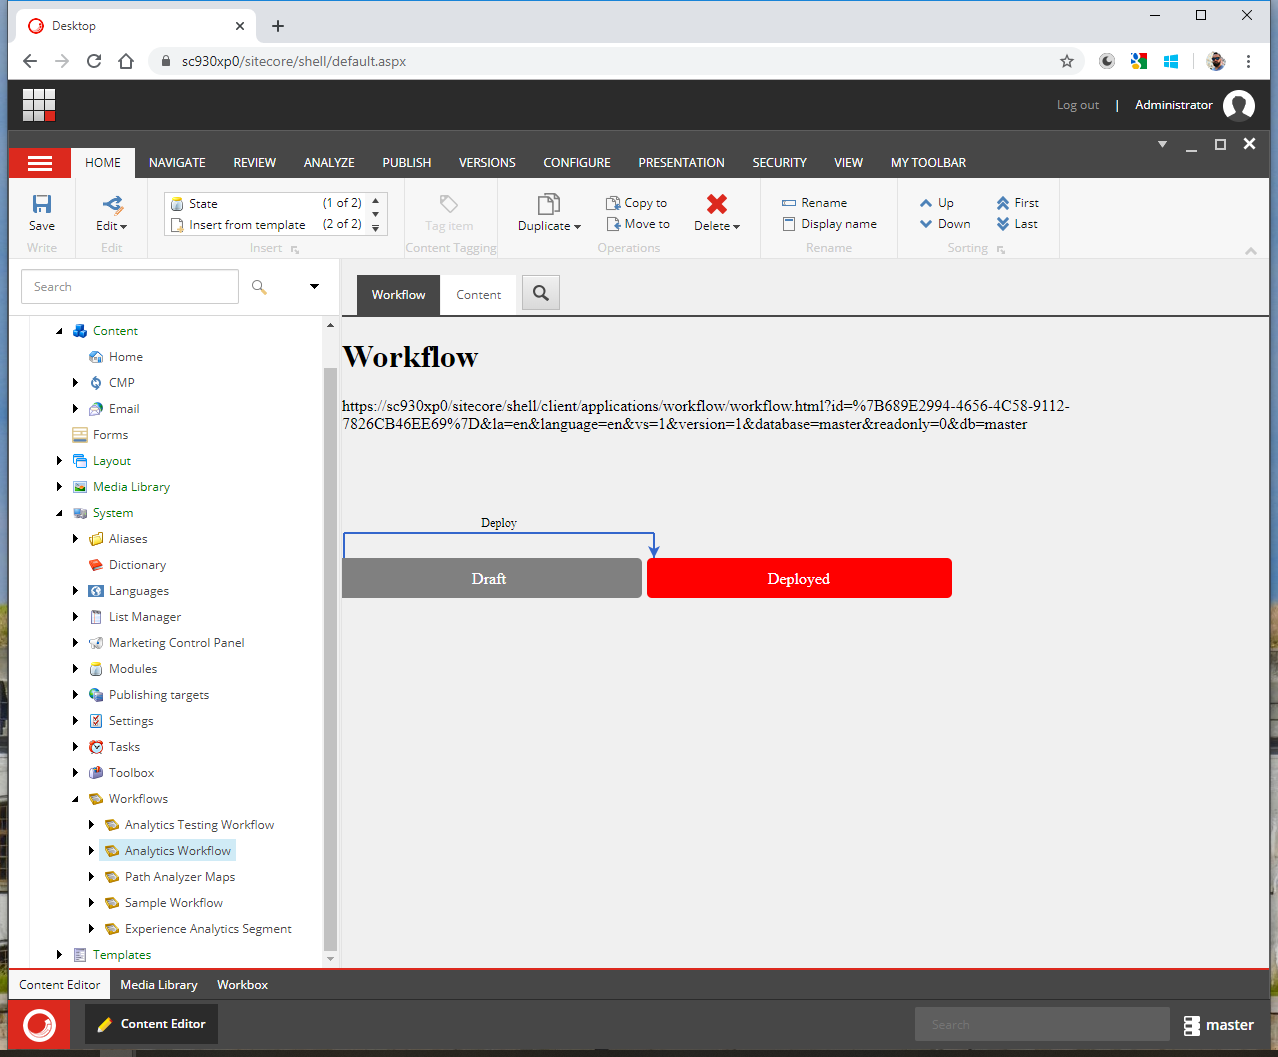 Desktop
sc930xp0/sitecore/shell/default.aspx
Log out | Administrator
HOME NAVIGATE REVIEW ANALYZE PUBLISH VERSIONS CONFIGURE PRESENTATION SECURITY VIEW MY TOOLBAR
State (1 of 2) Copy to Rename Up First
Save Edit Insert from template (2 of 2) Tag item Duplicate Move to Delete Display name Down Last
Write Edit Insert Content Tagging Operations Rename Sorting
Search
Workflow Content
Content
Home
CMP
Email
Forms
Layout
Media Library
System
Aliases
Dictionary
Languages
List Manager
Marketing Control Panel
Modules
Publishing targets
Settings
Tasks
Toolbox
Workflows
Analytics Testing Workflow
Analytics Workflow
Path Analyzer Maps
Sample Workflow
Experience Analytics Segment
Templates
Workflow
https://sc930xp0/sitecore/shell/client/applications/workflow/workflow.html?id=%7B689E2994-4656-4C58-9112-
7826CB46EE69%7D&la=en&language=en&vs=1&version=1&database=master&readonly=0&db=master
Deploy
Draft Deployed
Content Editor Media Library Workbox
Content Editor Search master